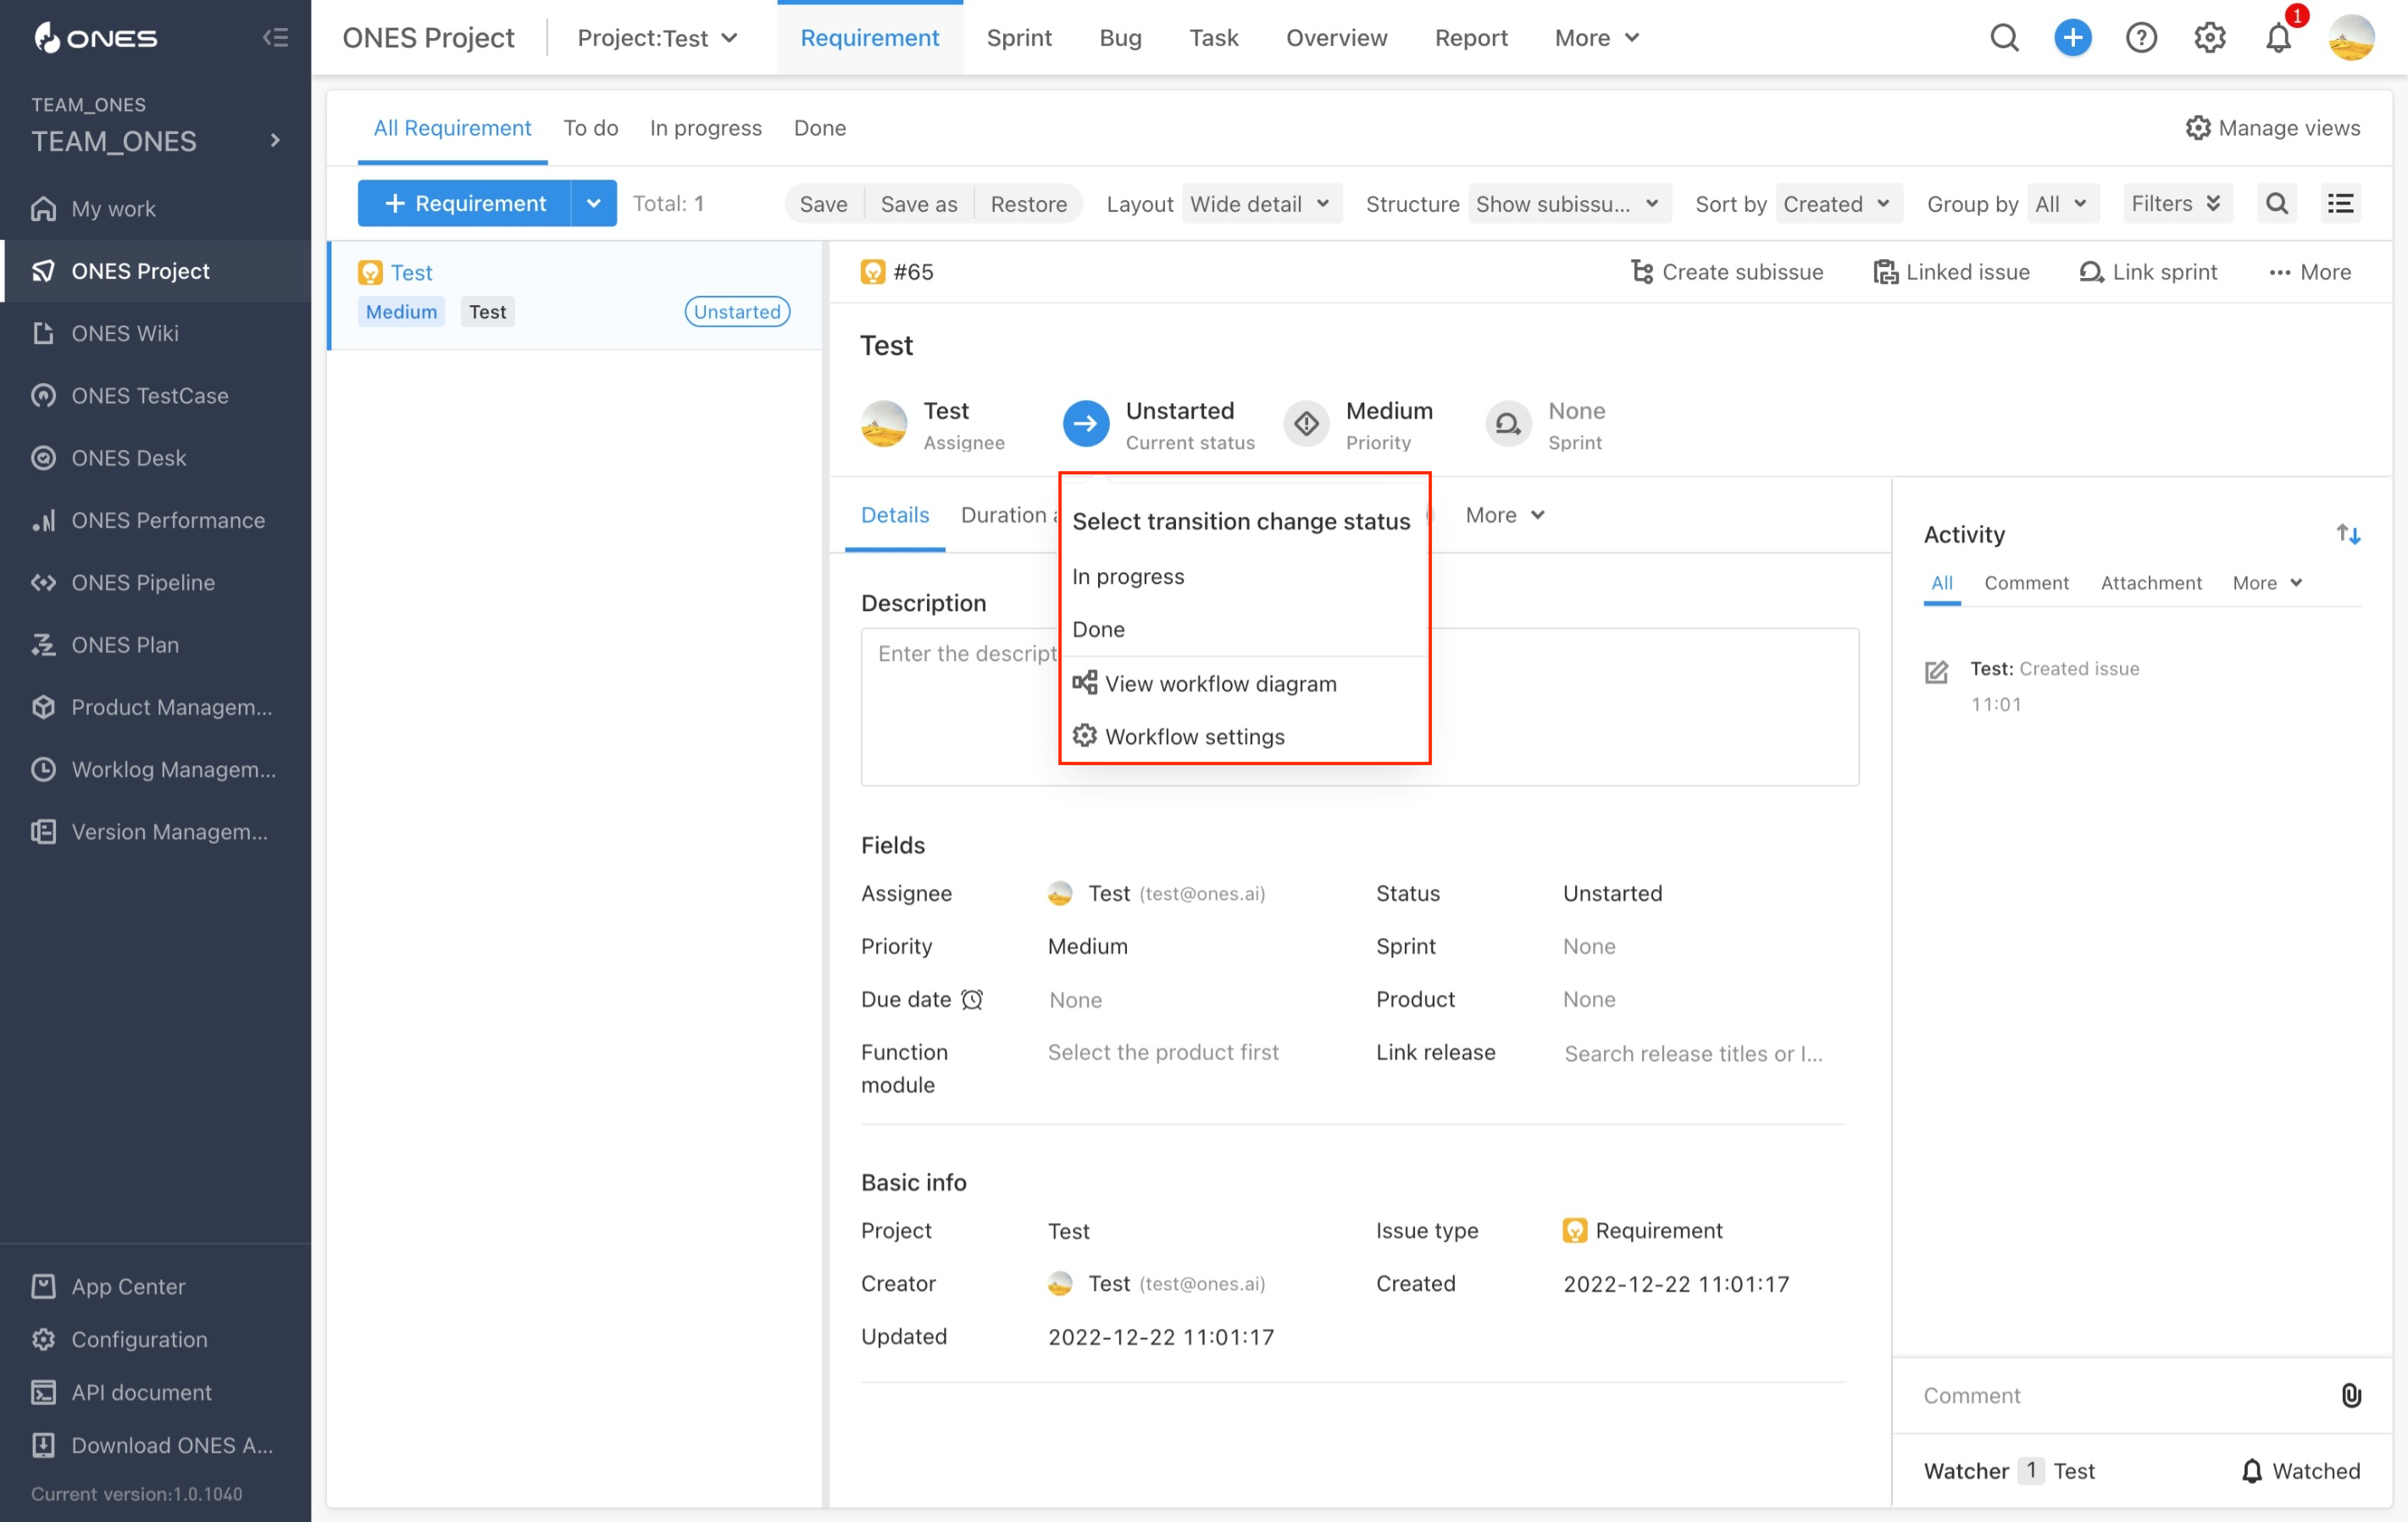 ONES
ONES Project
Project:Test
Requirement
Sprint
Bug
Task
Overview
Report
More
1
TEAM_ONES
TEAM_ONES
My work
ONES Project
ONES Wiki
ONES TestCase
ONES Desk
ONES Performance
ONES Pipeline
ONES Plan
Product Managem...
Worklog Managem...
Version Managem...
App Center
Configuration
API document
Download ONES A...
Current version:1.0.1040
All Requirement
To do
In progress
Done
Manage views
+ Requirement
Total: 1
Save
Save as
Restore
Layout
Wide detail
Structure
Show subissu...
Sort by
Created
Group by
All
Filters
Test
Medium
Test
Unstarted
#65
Create subissue
Linked issue
Link sprint
··· More
Test
Test
Assignee
Unstarted
Current status
Medium
Priority
None
Sprint
Details
Duration
More
Select transition change status
In progress
Done
View workflow diagram
Workflow settings
Description
Enter the descript
Fields
Assignee
Test (test@ones.ai)
Status
Unstarted
Priority
Medium
Sprint
None
Due date
None
Product
None
Function
module
Select the product first
Link release
Search release titles or I...
Basic info
Project
Test
Issue type
Requirement
Creator
Test (test@ones.ai)
Created
2022-12-22 11:01:17
Updated
2022-12-22 11:01:17
Activity
All
Comment
Attachment
More
Test: Created issue
11:01
Comment
Watcher 1 Test
Watched